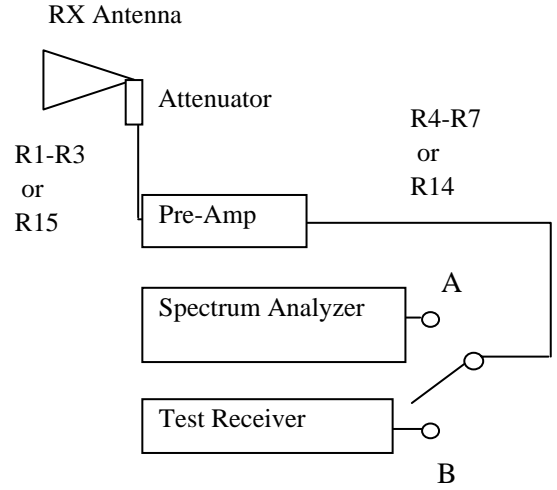 RX Antenna
Attenuator
R1-R3
or
R15
R4-R7
or
R14
Pre-Amp
A
Spectrum Analyzer
Test Receiver
B